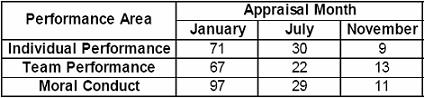 Performance Area Appraisal Month
January July November
Individual Performance 71 30 9
Team Performance 67 22 13
Moral Conduct 97 29 11